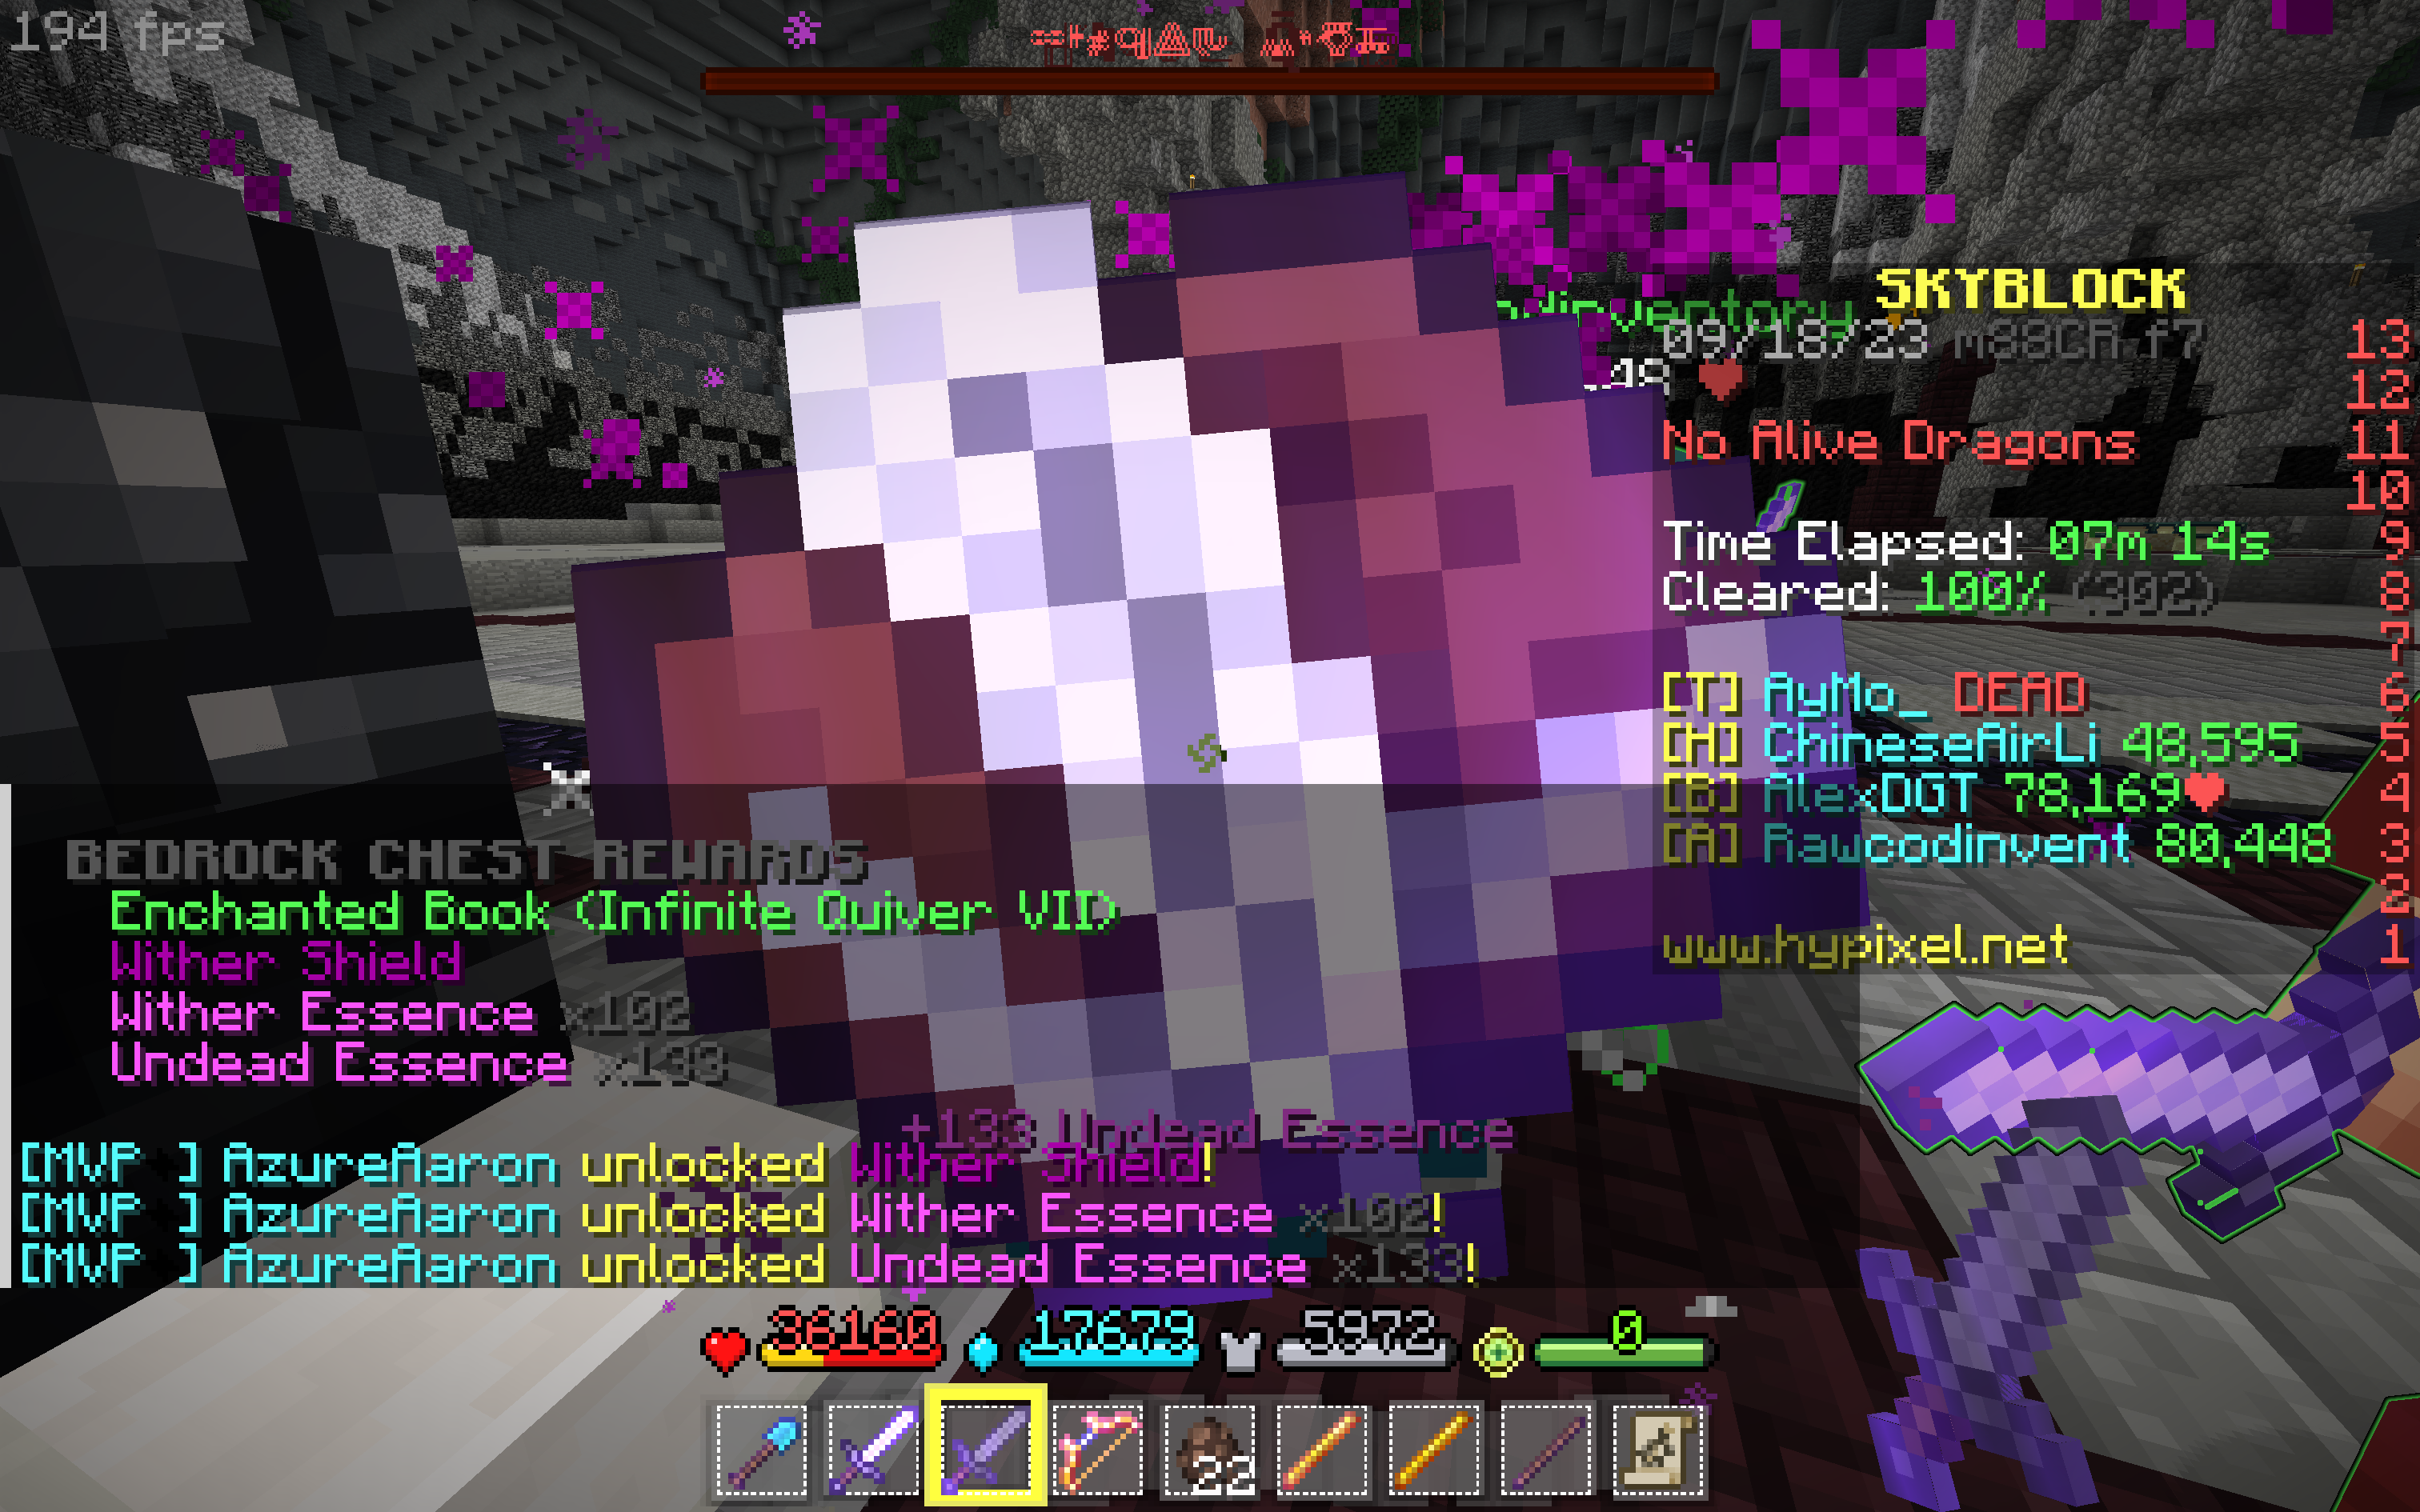 194 fps
SKYBLOCK
09/18/23 m88CA f7 13
12
No Alive Dragons 11
10
Time Elapsed: 07m 14s 9
Cleared: 100% (302) 8
7
[T] AyMo_ DEAD 6
[H] ChineseAirLi 48,595 5
[B] AlexDGT 78,169❤ 4
[A] Rawcodinvent 80,448 3
2
www.hypixel.net 1
BEDROCK CHEST REWARDS
Enchanted Book (Infinite Quiver VII)
Wither Shield
Wither Essence x102
Undead Essence x133
+133 Undead Essence
[MVP ] AzureAaron unlocked Wither Shield!
[MVP ] AzureAaron unlocked Wither Essence x102!
[MVP ] AzureAaron unlocked Undead Essence x133!
36160 17679 5972 0
22